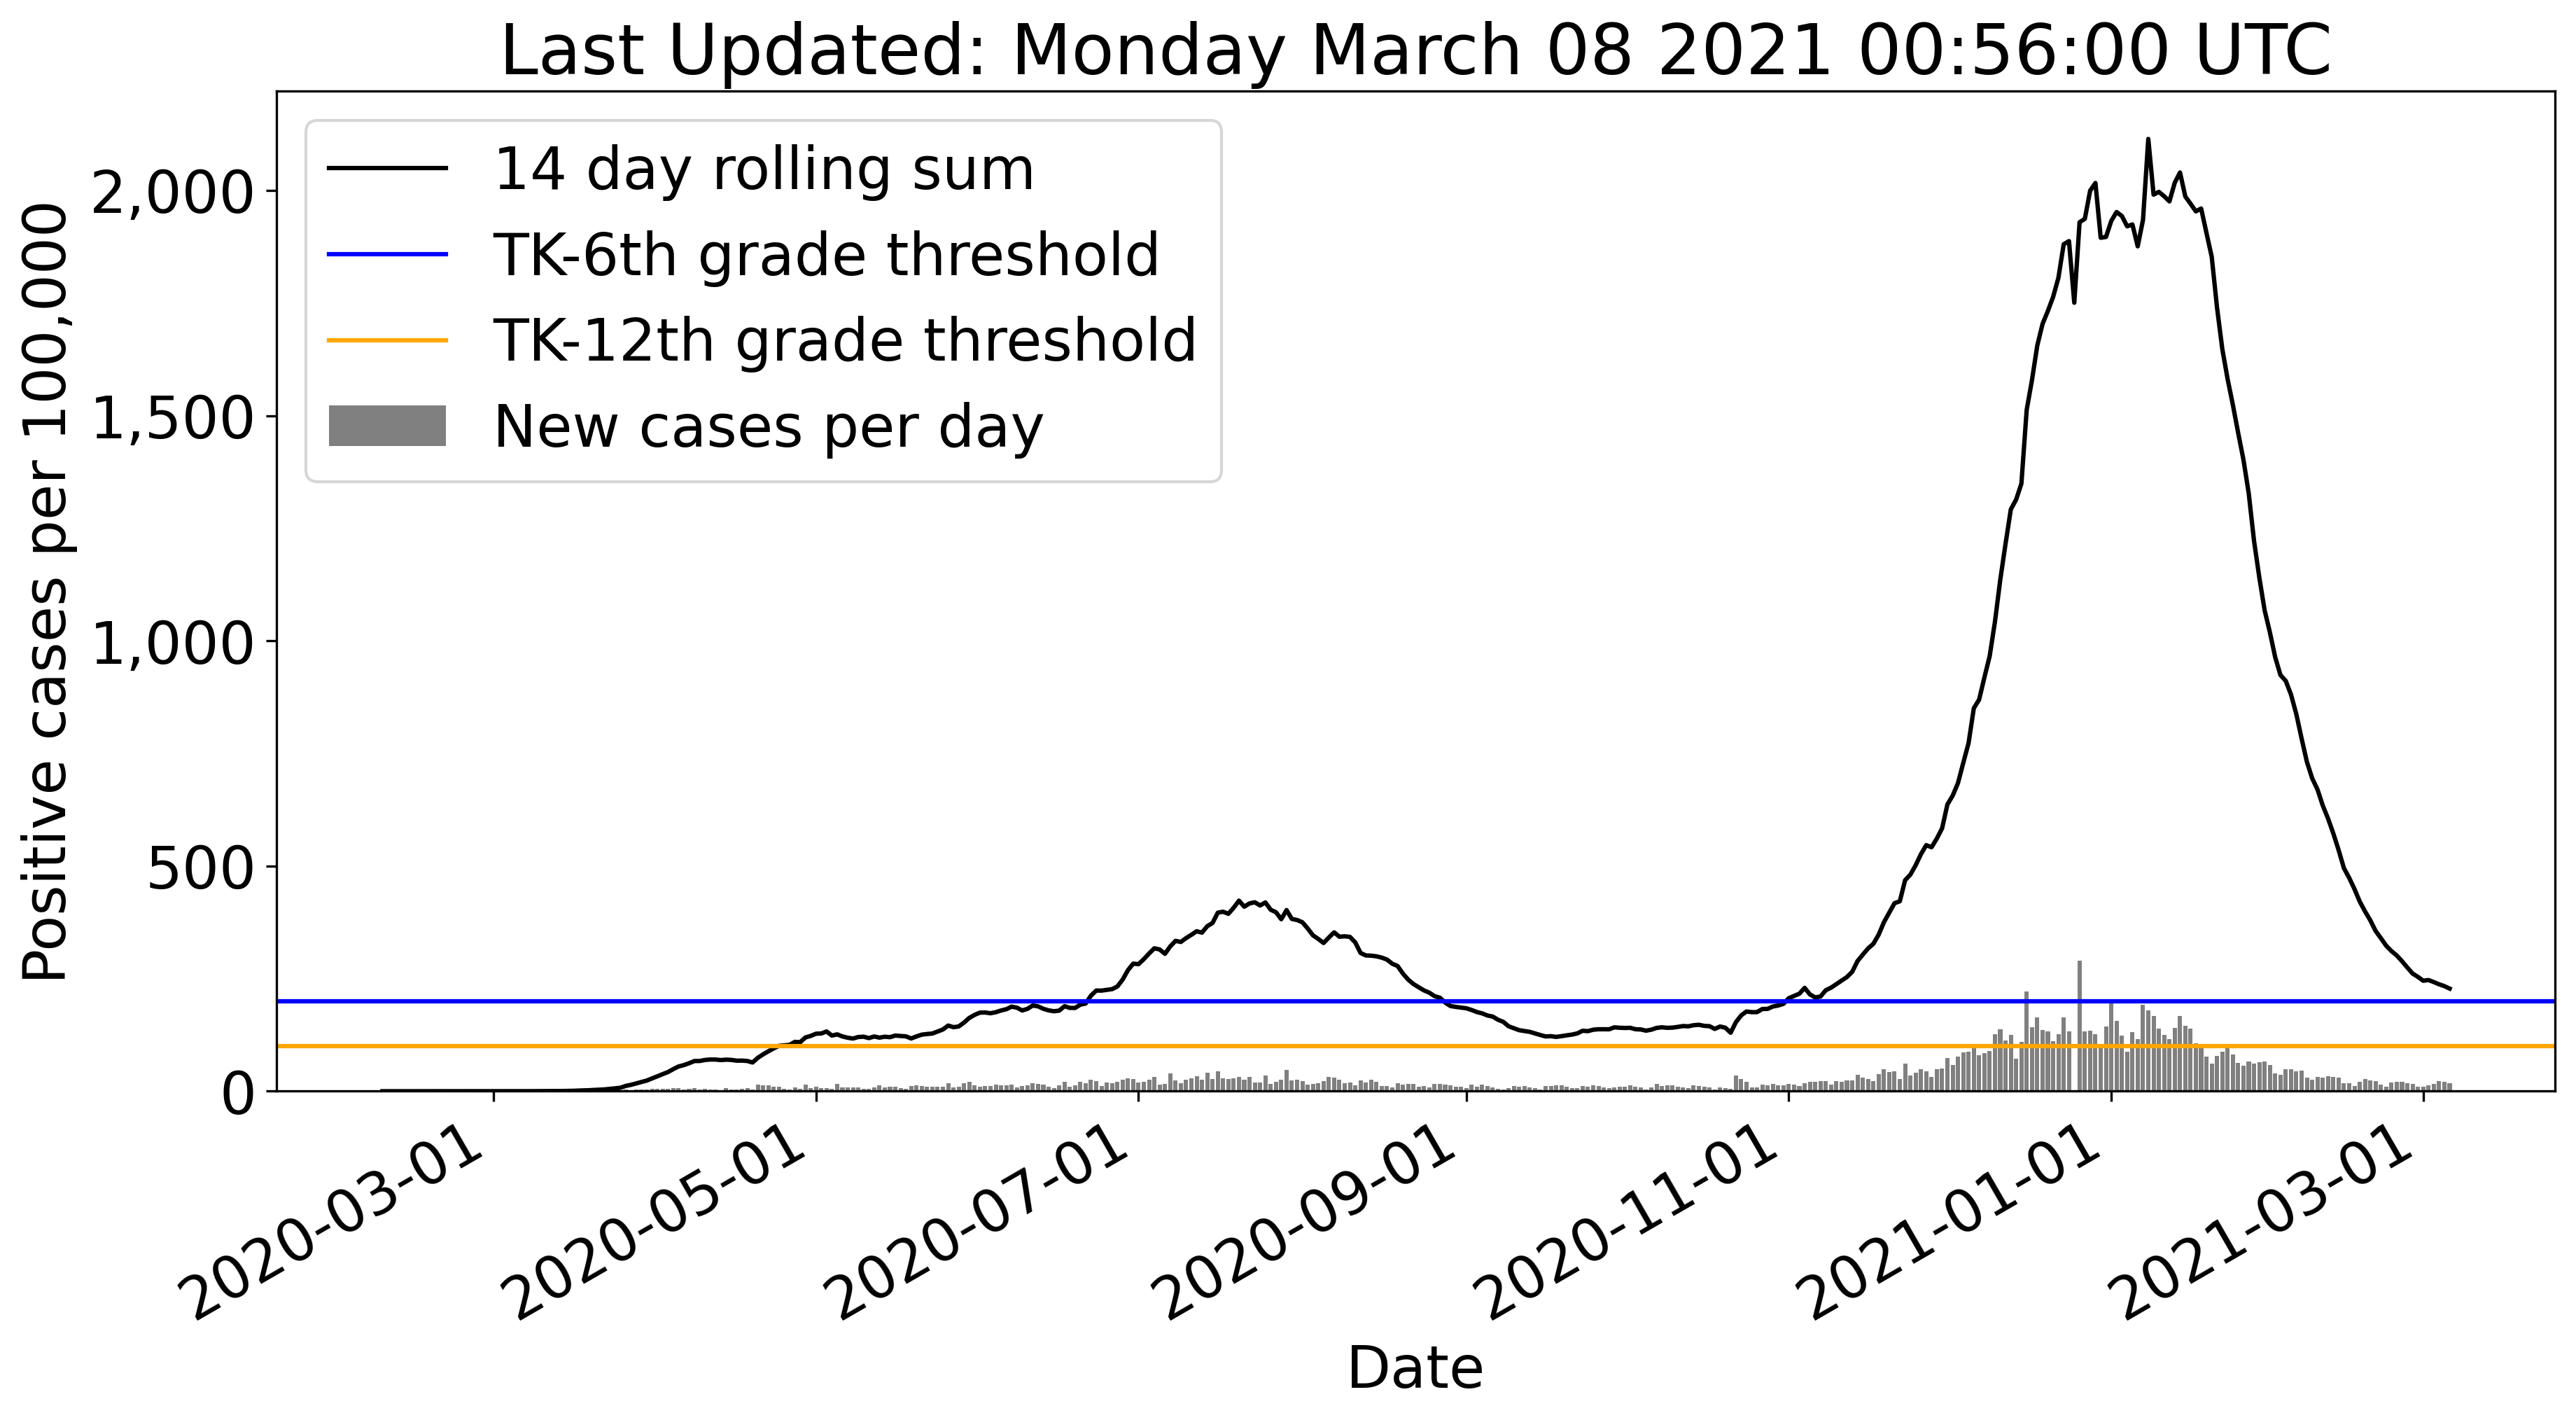 Last Updated: Monday March 08 2021 00:56:00 UTC
14 day rolling sum
TK-6th grade threshold
TK-12th grade threshold
New cases per day
Positive cases per 100,000
2,000
1,500
1,000
500
0
2020-03-01
2020-05-01
2020-07-01
2020-09-01
2020-11-01
2021-01-01
2021-03-01
Date